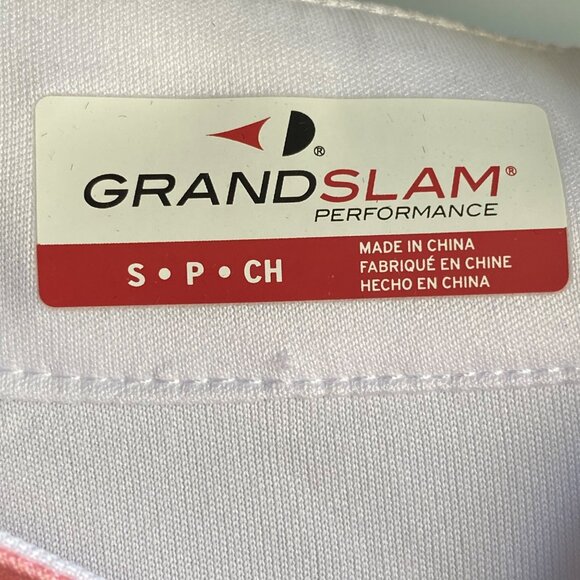 ®
GRANDSLAM®
PERFORMANCE
S • P • CH
MADE IN CHINA
FABRIQUÉ EN CHINE
HECHO EN CHINA